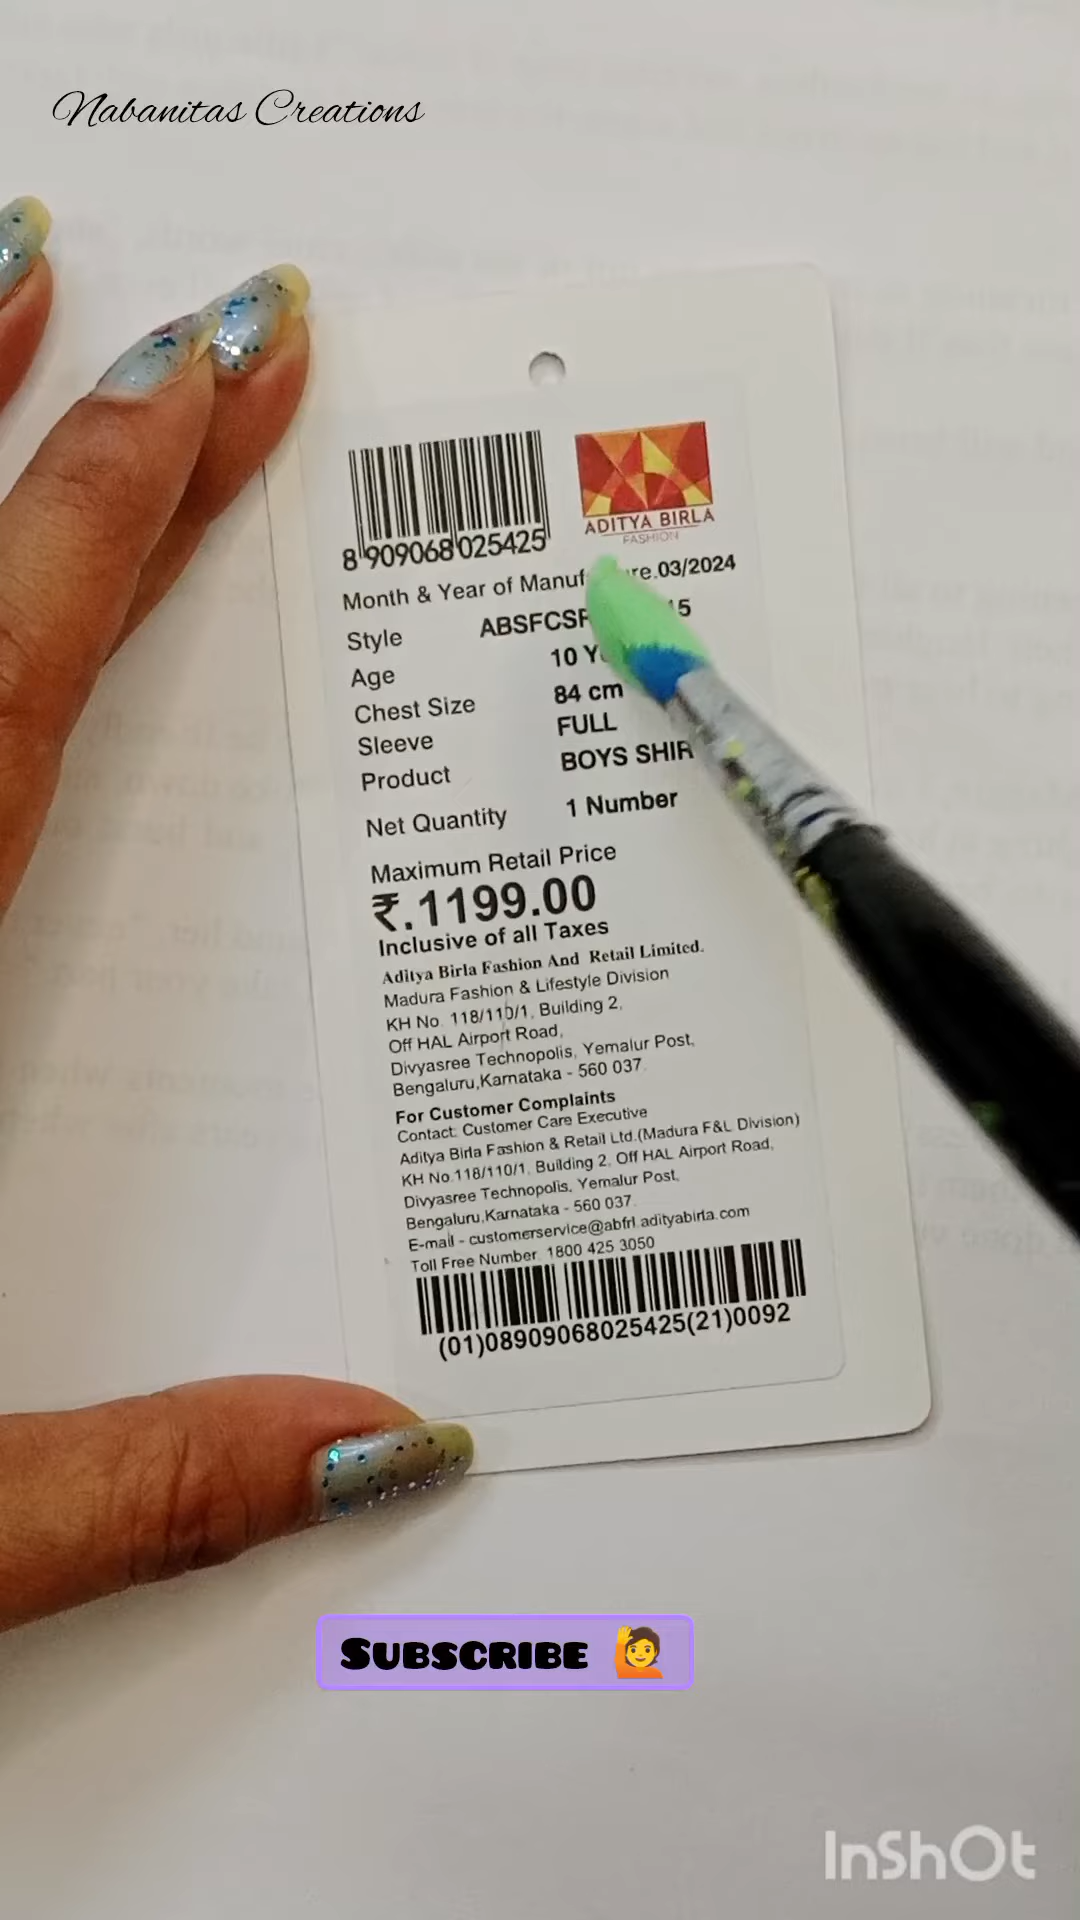 Nabanitas Creations
8 909068 025425
ADITYA BIRLA
FASHION
Month & Year of 03/2024
Style
Age 10
Chest Size 84 cm
Sleeve FULL
Product BOYS
Net Quantity 1 Number
Maximum Retail Price
₹.1199.00
Inclusive of all Taxes
Aditya Birla Fashion And Retail Limited.
Madura Fashion & Lifestyle Division
KH No. 118/110/1, Building 2,
Off HAL Airport Road,
Divyasree Technopolis, Yemalur Post,
Bengaluru,Karnataka - 560 037.
For Customer Complaints
Contact: Customer Care Executive
Aditya Birla Fashion & Retail Ltd.(Madura F&L Division)
KH No.118/110/1, Building 2, Off HAL Airport Road,
Divyasree Technopolis, Yemalur Post,
Bengaluru,Karnataka - 560 037.
E-mail - customerservice@abfrl.adityabirla.com
Toll Free Number. 1800 425 3050
(01)08909068025425(21)0092
SUBSCRIBE
InShOt